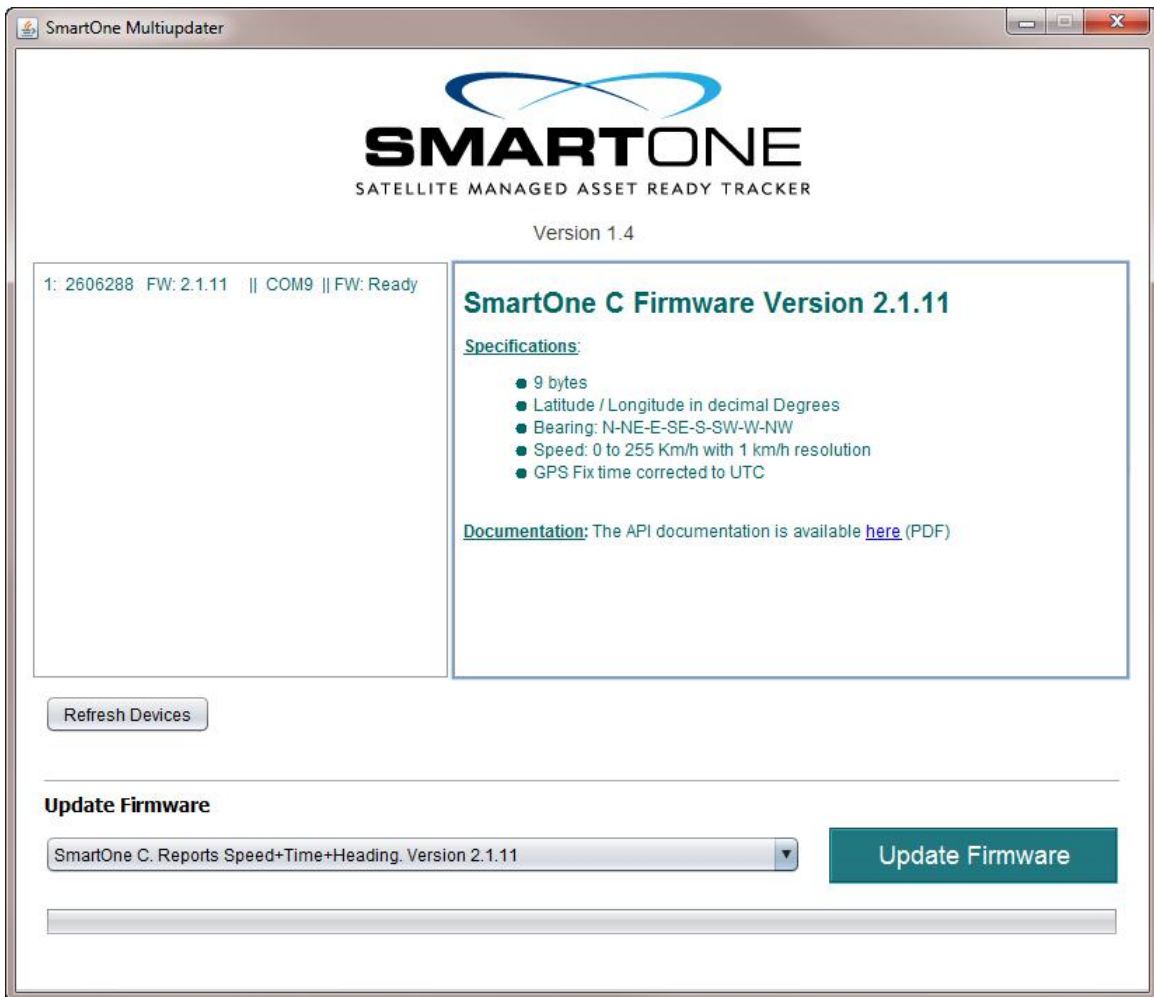 SmartOne Multiupdater
SMARTONE
SATELLITE MANAGED ASSET READY TRACKER
Version 1.4
1: 2606288 FW: 2.1.11 || COM9 || FW: Ready
SmartOne C Firmware Version 2.1.11
Specifications:
9 bytes
Latitude / Longitude in decimal Degrees
Bearing: N-NE-E-SE-S-SW-W-NW
Speed: 0 to 255 Km/h with 1 km/h resolution
GPS Fix time corrected to UTC
Documentation: The API documentation is available here (PDF)
Refresh Devices
Update Firmware
SmartOne C. Reports Speed+Time+Heading. Version 2.1.11
Update Firmware